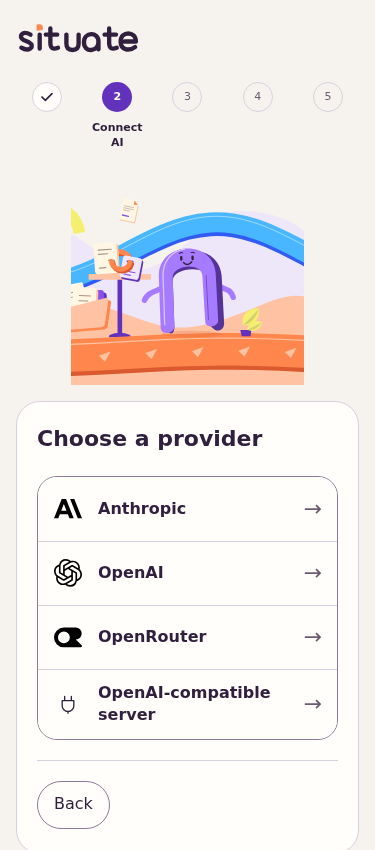 situate
2
3
4
5
Connect
AI
Choose a provider
Anthropic
OpenAI
OpenRouter
OpenAI-compatible
server
Back